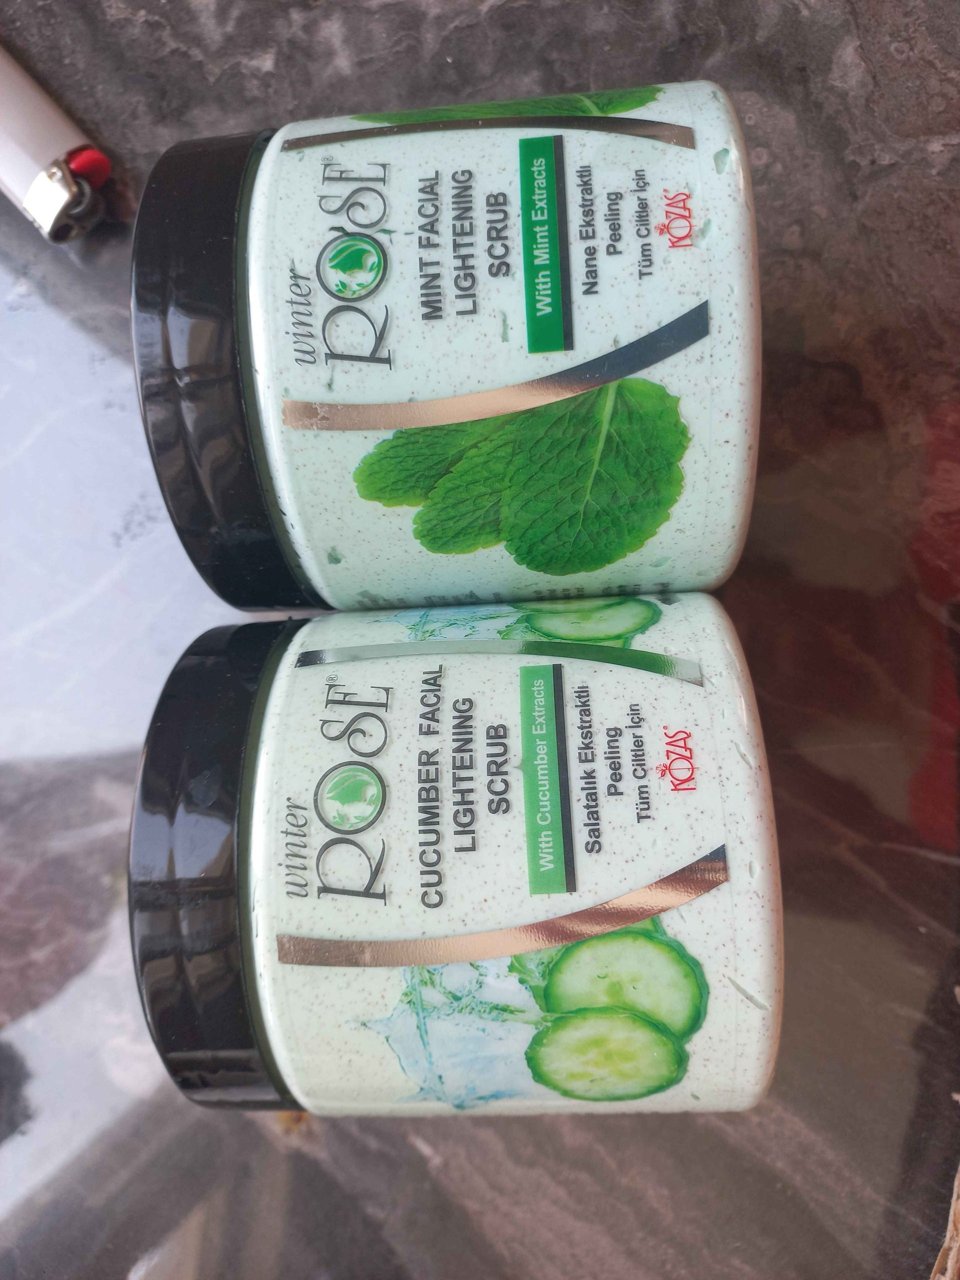 winter
ROSE®
MINT FACIAL
LIGHTENING
SCRUB
With Mint Extracts
Nane Ekstraktlı
Peeling
Tüm Ciltler İçin
KOZAS
winter
ROSE®
CUCUMBER FACIAL
LIGHTENING
SCRUB
With Cucumber Extracts
Salatalık Ekstraktlı
Peeling
Tüm Ciltler İçin
KOZAS